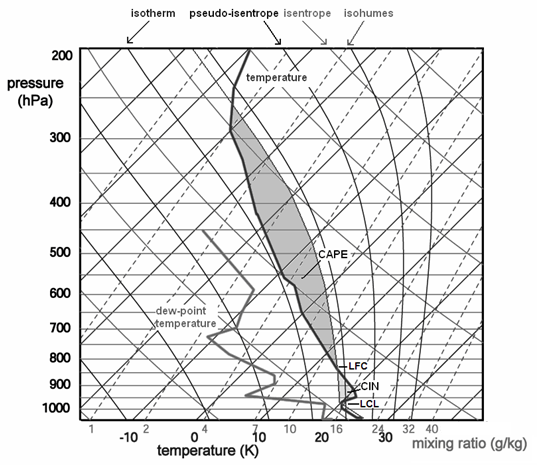 isotherm pseudo-isentrope isentrope isohumes
200
temperature
pressure
(hPa)
300
400
500
CAPE
600
dew-point
temperature
700
800
LFC
900
CIN
LCL
1000
1 2 4 7 10 16 24 32 40
-10 0 10 20 30
mixing ratio (g/kg)
temperature (K)